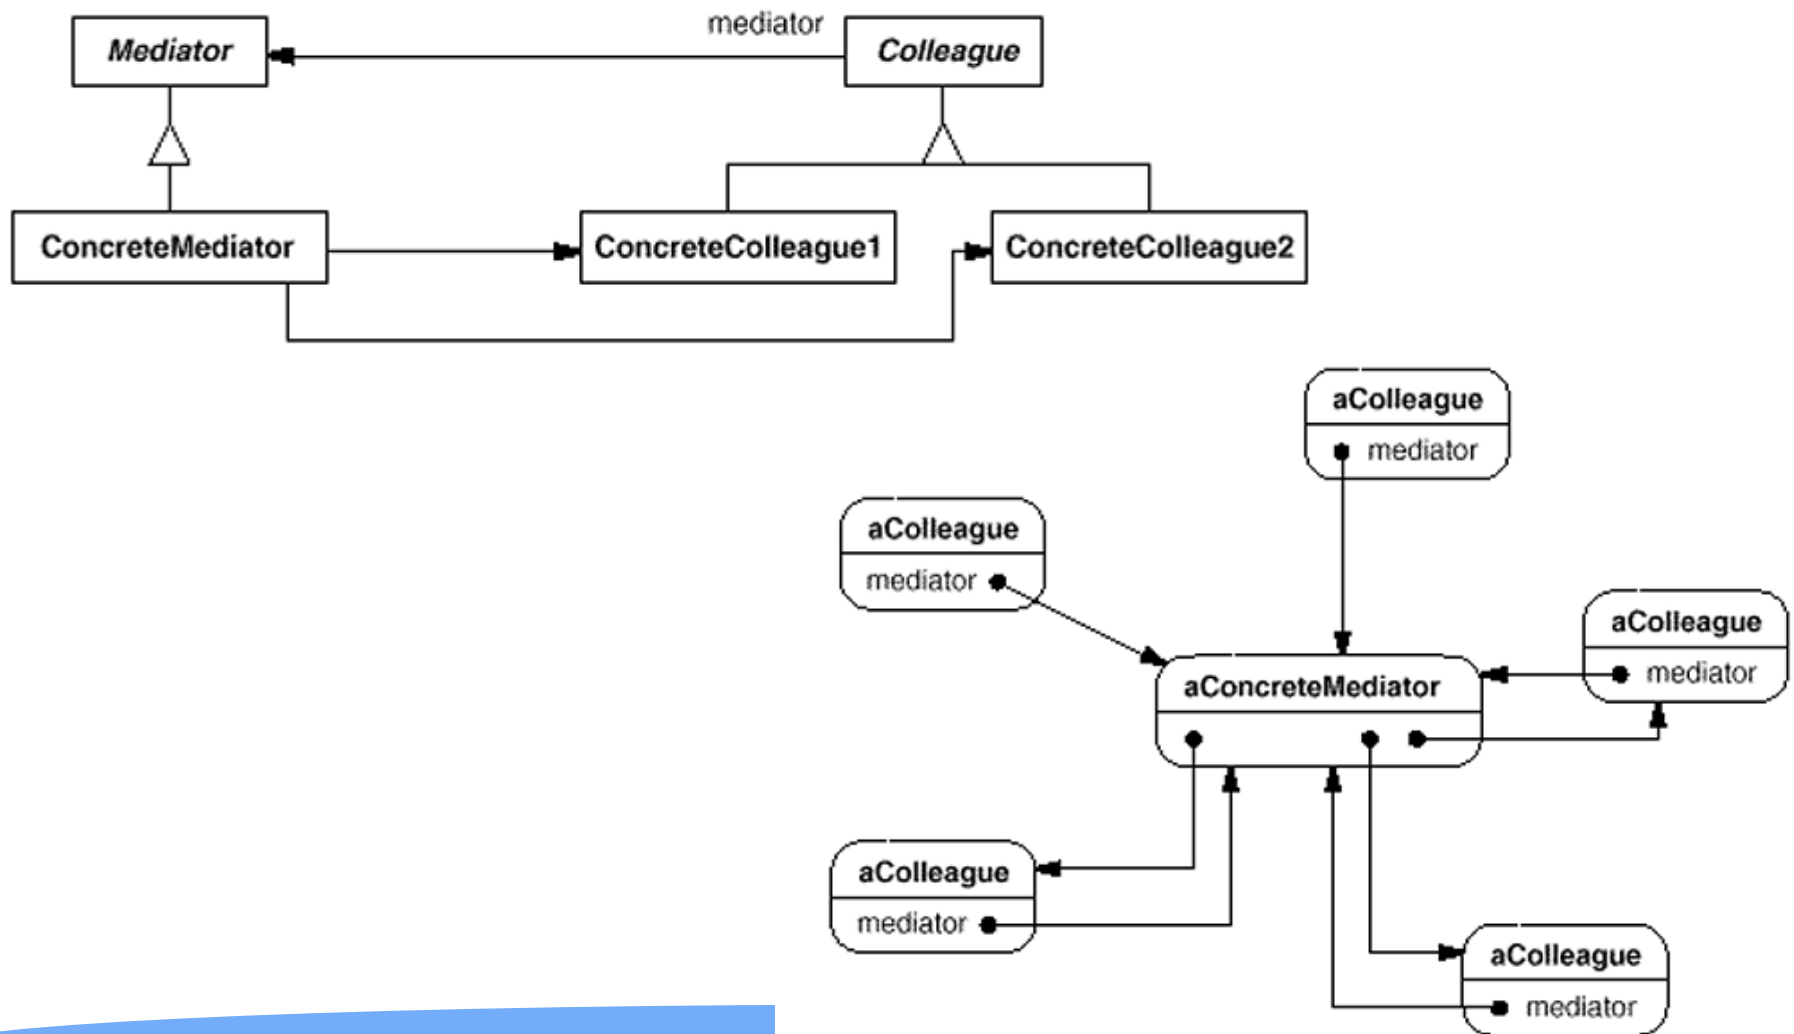 mediator
Mediator
Colleague
ConcreteMediator
ConcreteColleague1
ConcreteColleague2
aColleague
mediator
aColleague
mediator
aColleague
mediator
aConcreteMediator
aColleague
mediator
aColleague
mediator